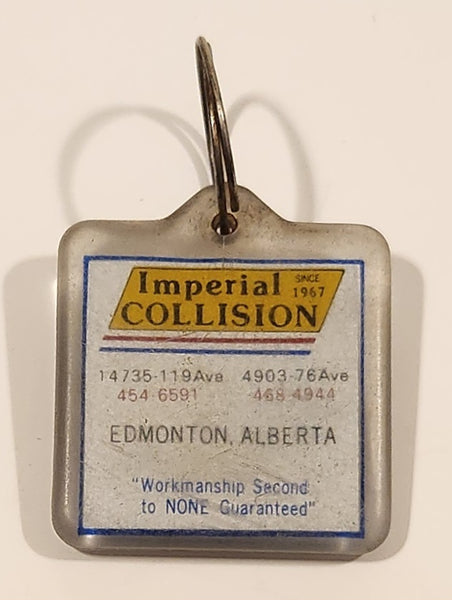 Imperial SINCE
COLLISION 1967
14735-119Ave 4903-76Ave
454-6591 468-4944
EDMONTON, ALBERTA
"Workmanship Second
to NONE Guaranteed"